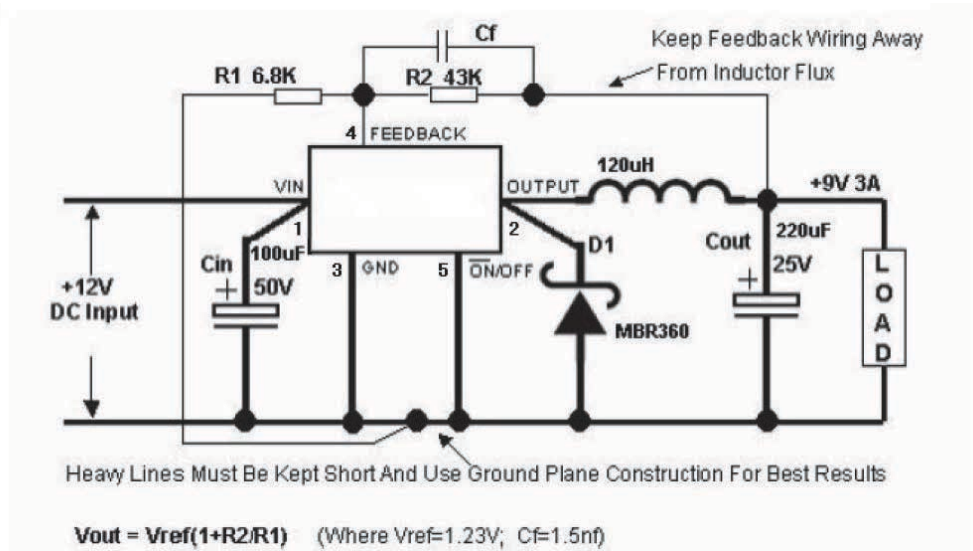 Cf
Keep Feedback Wiring Away
From Inductor Flux
R1 6.8K
R2 43K
4 FEEDBACK
120uH
VIN
OUTPUT
+9V 3A
1
2
100uF
D1
220uF
Cin
3 GND
5 ON/OFF
Cout
+ 50V
+ 25V
+12V
DC Input
MBR360
L
O
A
D
Heavy Lines Must Be Kept Short And Use Ground Plane Construction For Best Results
Vout = Vref(1+R2/R1) (Where Vref=1.23V; Cf=1.5nf)